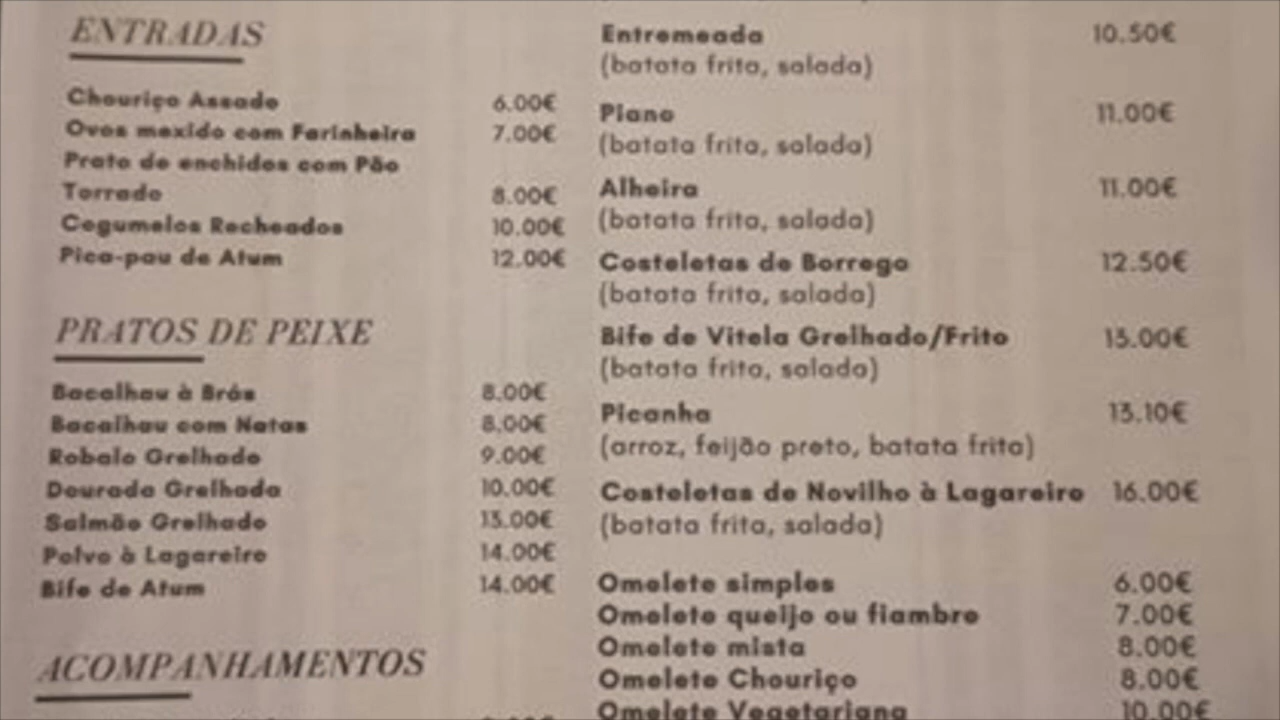 ENTRADAS
Chouriço Assado 6.00€
Ovos mexido com Farinheira 7.00€
Prato de enchidos com Pão
Torrado 8.00€
Cogumelos Recheados 10.00€
Pica-pau de Atum 12.00€
PRATOS DE PEIXE
Bacalhau à Brás 8.00€
Bacalhau com Natas 8.00€
Robalo Grelhado 9.00€
Dourada Grelhada 10.00€
Salmão Grelhado 13.00€
Polvo à Lagareiro 14.00€
Bife de Atum 14.00€
ACOMPANHAMENTOS
Entremeada 10.50€
(batata frita, salada)
Piano 11.00€
(batata frita, salada)
Alheira 11.00€
(batata frita, salada)
Costeletas de Borrego 12.50€
(batata frita, salada)
Bife de Vitela Grelhado/Frito 13.00€
(batata frita, salada)
Picanha 13.10€
(arroz, feijão preto, batata frita)
Costeletas de Novilho à Lagareiro 16.00€
(batata frita, salada)
Omelete simples 6.00€
Omelete queijo ou fiambre 7.00€
Omelete mista 8.00€
Omelete Chouriço 8.00€
Omelete Vegetariana 10.00€